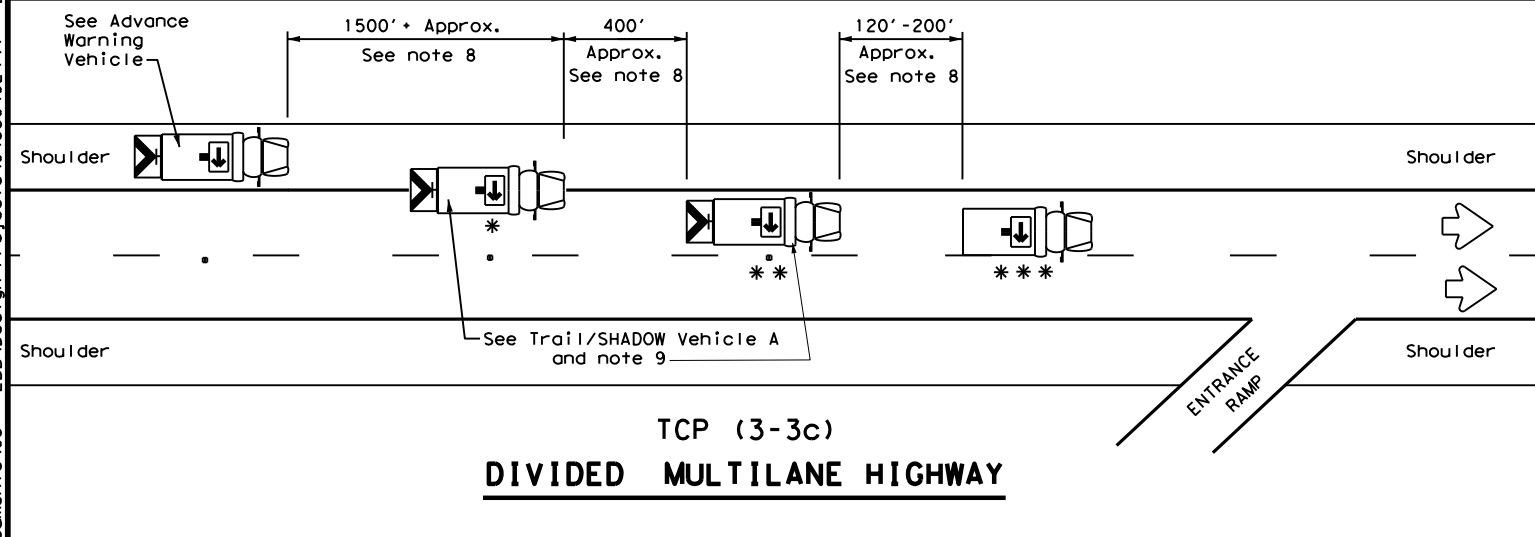 See Advance
Warning
Vehicle
1500'+ Approx.
See note 8
400'
Approx.
See note 8
120'-200'
Approx.
See note 8
Shoulder
Shoulder
*
* *
* * *
See Trail/SHADOW Vehicle A
and note 9
Shoulder
Shoulder
ENTRANCE
RAMP
TCP (3-3c)
DIVIDED MULTILANE HIGHWAY